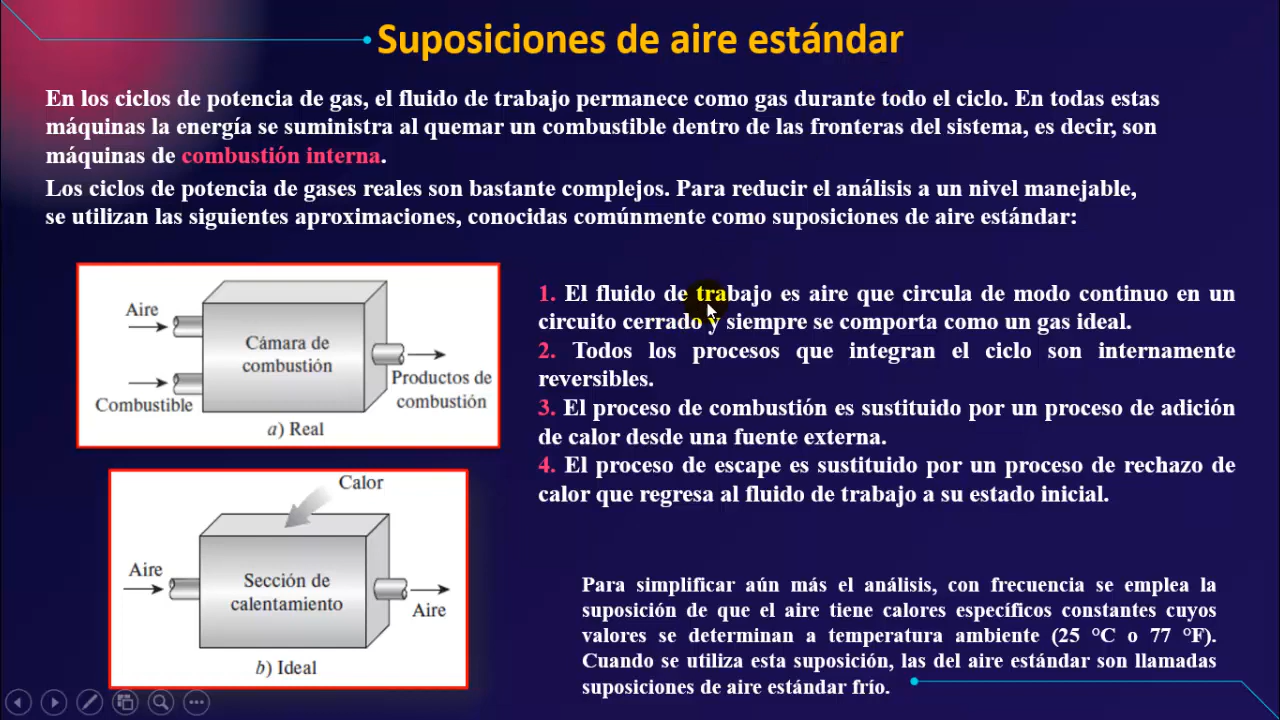 Suposiciones de aire estándar
En los ciclos de potencia de gas, el fluido de trabajo permanece como gas durante todo el ciclo. En todas estas
máquinas la energía se suministra al quemar un combustible dentro de las fronteras del sistema, es decir, son
máquinas de combustión interna.
Los ciclos de potencia de gases reales son bastante complejos. Para reducir el análisis a un nivel manejable,
se utilizan las siguientes aproximaciones, conocidas comúnmente como suposiciones de aire estándar:
Aire
Cámara de
combustión
Combustible
Productos de
combustión
a) Real
Calor
Aire
Sección de
calentamiento
Aire
b) Ideal
1. El fluido de trabajo es aire que circula de modo continuo en un
circuito cerrado y siempre se comporta como un gas ideal.
2. Todos los procesos que integran el ciclo son internamente
reversibles.
3. El proceso de combustión es sustituido por un proceso de adición
de calor desde una fuente externa.
4. El proceso de escape es sustituido por un proceso de rechazo de
calor que regresa al fluido de trabajo a su estado inicial.
Para simplificar aún más el análisis, con frecuencia se emplea la
suposición de que el aire tiene calores específicos constantes cuyos
valores se determinan a temperatura ambiente (25 °C o 77 °F).
Cuando se utiliza esta suposición, las del aire estándar son llamadas
suposiciones de aire estándar frío.